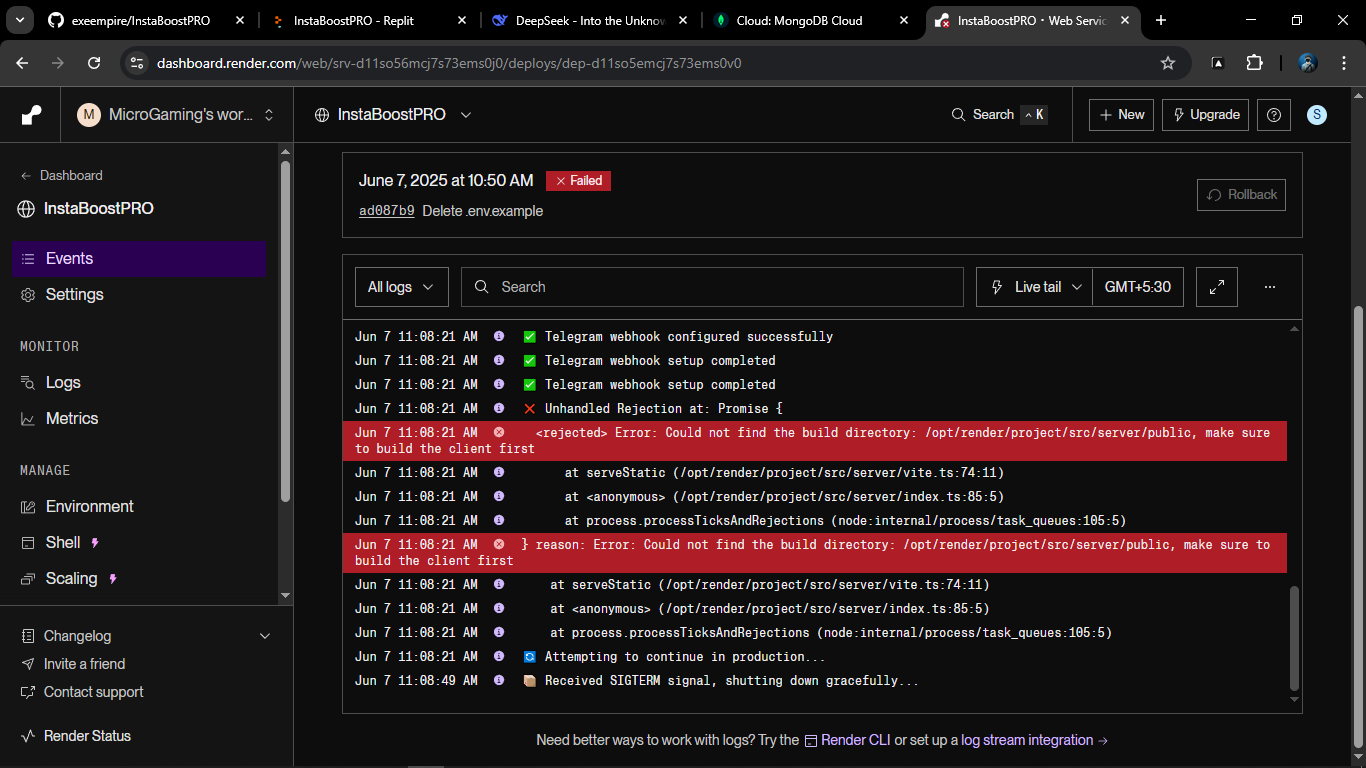 exeempire/InstaBoostPRO
InstaBoostPRO - Replit
DeepSeek - Into the Unknow
Cloud: MongoDB Cloud
InstaBoostPRO · Web Servic
dashboard.render.com/web/srv-d11so56mcj7s73ems0j0/deploys/dep-d11so5emcj7s73ems0v0
M
MicroGaming's wor...
InstaBoostPRO
Search
K
New
Upgrade
S
Dashboard
InstaBoostPRO
Events
Settings
MONITOR
Logs
Metrics
MANAGE
Environment
Shell
Scaling
Changelog
Invite a friend
Contact support
Render Status
June 7, 2025 at 10:50 AM
Failed
ad087b9 Delete .env.example
Rollback
All logs
Search
Live tail
GMT+5:30
Jun 7 11:08:21 AM ✅ Telegram webhook configured successfully
Jun 7 11:08:21 AM ✅ Telegram webhook setup completed
Jun 7 11:08:21 AM ✅ Telegram webhook setup completed
Jun 7 11:08:21 AM ❌ Unhandled Rejection at: Promise {
Jun 7 11:08:21 AM <rejected> Error: Could not find the build directory: /opt/render/project/src/server/public, make sure
to build the client first
Jun 7 11:08:21 AM at serveStatic (/opt/render/project/src/server/vite.ts:74:11)
Jun 7 11:08:21 AM at <anonymous> (/opt/render/project/src/server/index.ts:85:5)
Jun 7 11:08:21 AM at process.processTicksAndRejections (node:internal/process/task_queues:105:5)
Jun 7 11:08:21 AM } reason: Error: Could not find the build directory: /opt/render/project/src/server/public, make sure to
build the client first
Jun 7 11:08:21 AM at serveStatic (/opt/render/project/src/server/vite.ts:74:11)
Jun 7 11:08:21 AM at <anonymous> (/opt/render/project/src/server/index.ts:85:5)
Jun 7 11:08:21 AM at process.processTicksAndRejections (node:internal/process/task_queues:105:5)
Jun 7 11:08:21 AM 🔄 Attempting to continue in production...
Jun 7 11:08:49 AM 📦 Received SIGTERM signal, shutting down gracefully...
Need better ways to work with logs? Try the Render CLI or set up a log stream integration →